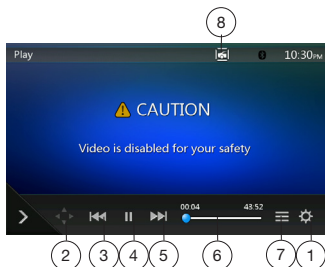 8
Play 10:30PM
CAUTION
Video is disabled for your safety
00:04 43:52
2 3 4 5 6 7 1